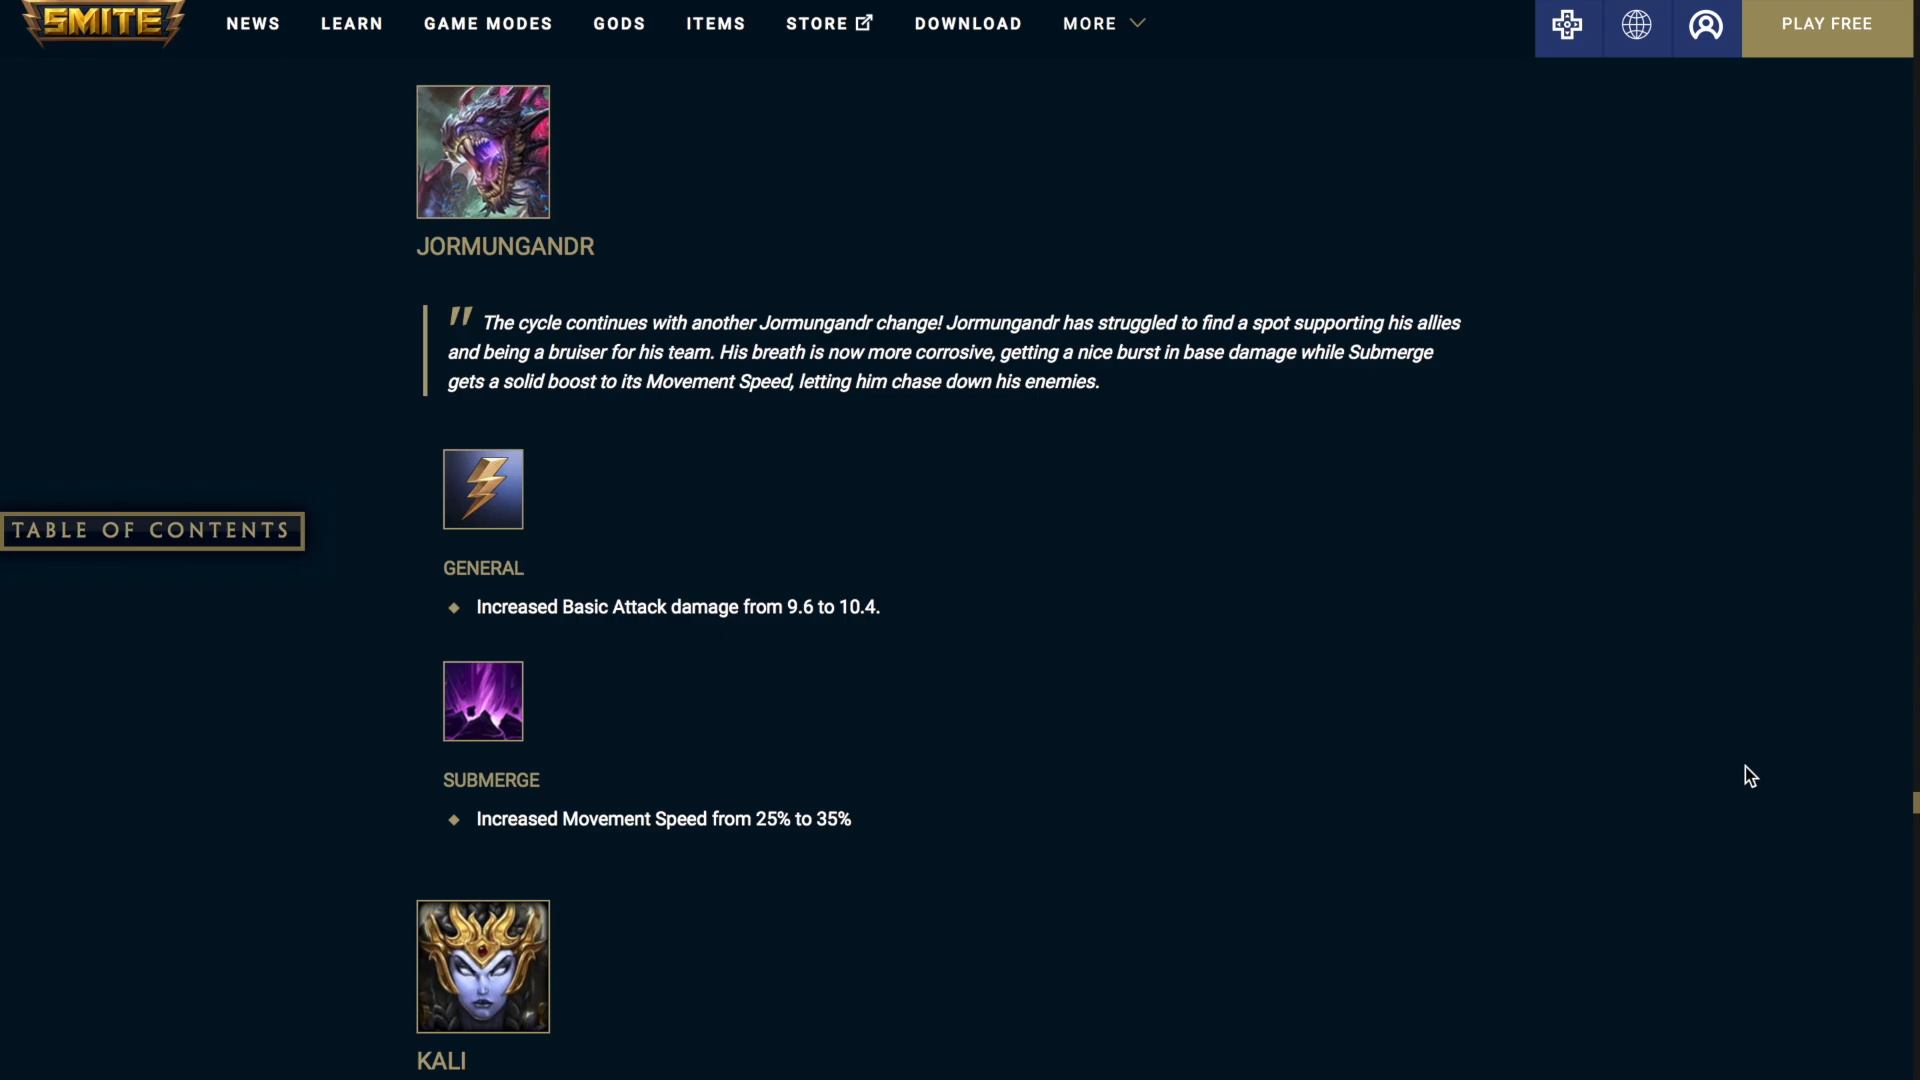 SMITE
NEWS LEARN GAME MODES GODS ITEMS STORE DOWNLOAD MORE PLAY FREE
JORMUNGANDR
" The cycle continues with another Jormungandr change! Jormungandr has struggled to find a spot supporting his allies
and being a bruiser for his team. His breath is now more corrosive, getting a nice burst in base damage while Submerge
gets a solid boost to its Movement Speed, letting him chase down his enemies.
TABLE OF CONTENTS
GENERAL
Increased Basic Attack damage from 9.6 to 10.4.
SUBMERGE
Increased Movement Speed from 25% to 35%
KALI